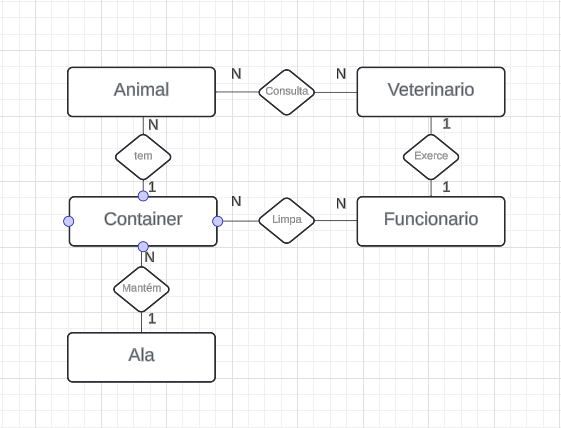 N N
Animal Consulta Veterinario
N 1
tem Exerce
1 1
N N
Container Limpa Funcionario
N
Mantém
1
Ala